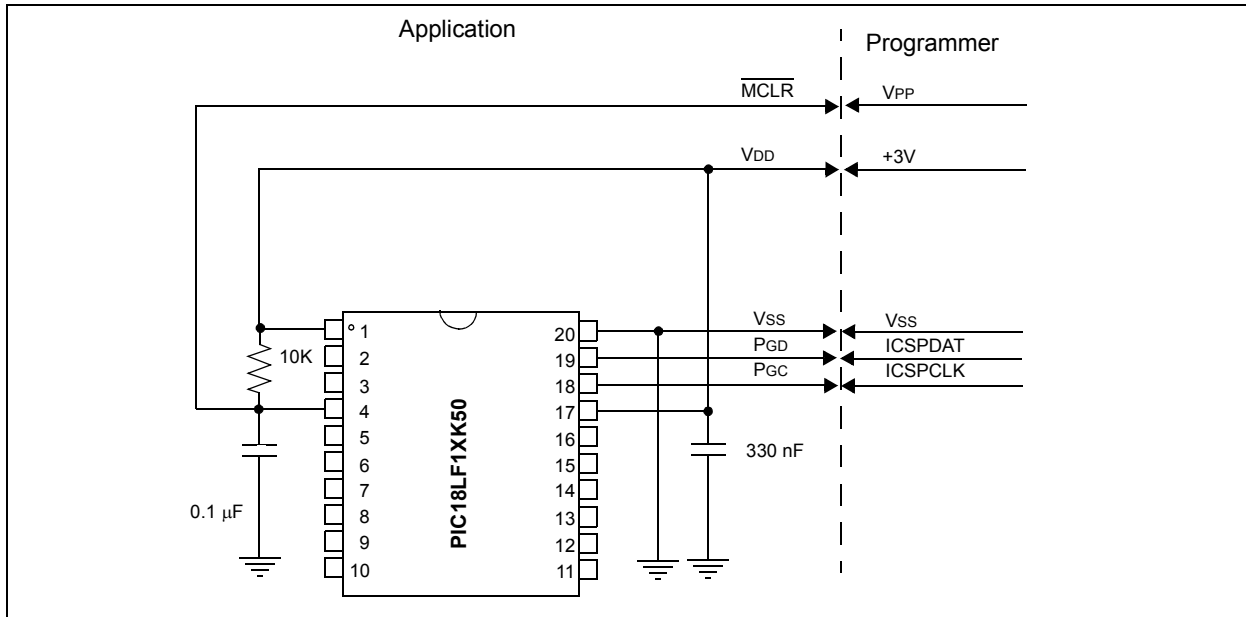 Application
Programmer
MCLR
VPP
VDD
+3V
VSS
VSS
PGD
ICSPDAT
PGC
ICSPCLK
10K
0.1 μF
330 nF
PIC18LF1XK50
1
2
3
4
5
6
7
8
9
10
20
19
18
17
16
15
14
13
12
11